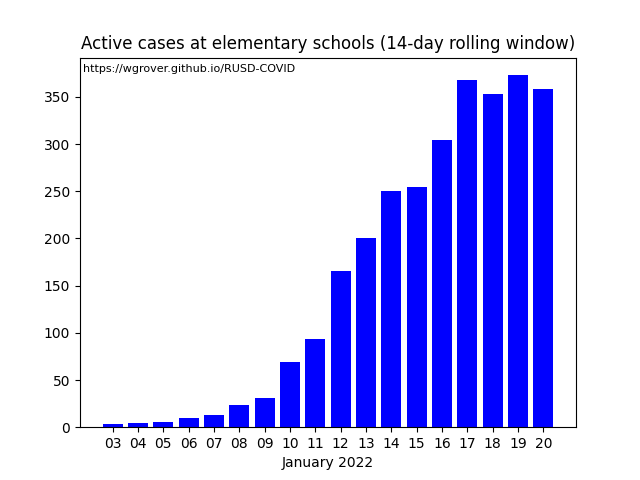 Active cases at elementary schools (14-day rolling window)
https://wgrover.github.io/RUSD-COVID
350
300
250
200
150
100
50
0
03 04 05 06 07 08 09 10 11 12 13 14 15 16 17 18 19 20
January 2022